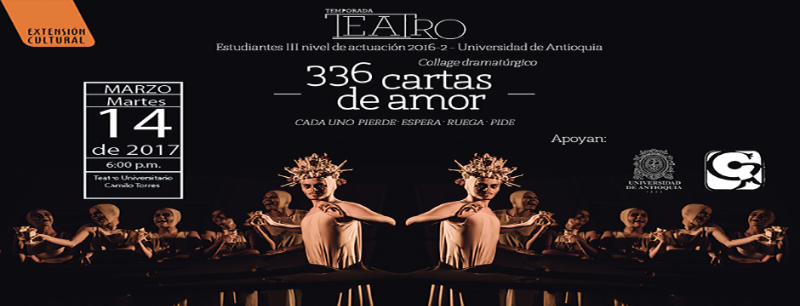 EXTENSIÓN
CULTURAL
TEMPORADA
TEATRO
Estudiantes III nivel de actuación 2016-2 - Universidad de Antioquia
Collage dramatúrgico
336 cartas
de amor
CADA UNO PIERDE · ESPERA · RUEGA · PIDE
MARZO
Martes
14
de 2017
6:00 p.m.
Teatro Universitario
Camilo Torres
Apoyan:
UNIVERSIDAD
DE ANTIOQUIA